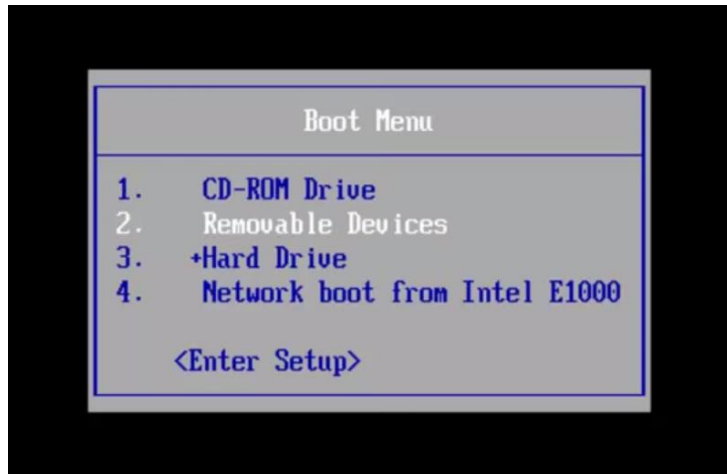 Boot Menu
1. CD-ROM Drive
2. Removable Devices
3. +Hard Drive
4. Network boot from Intel E1000
<Enter Setup>